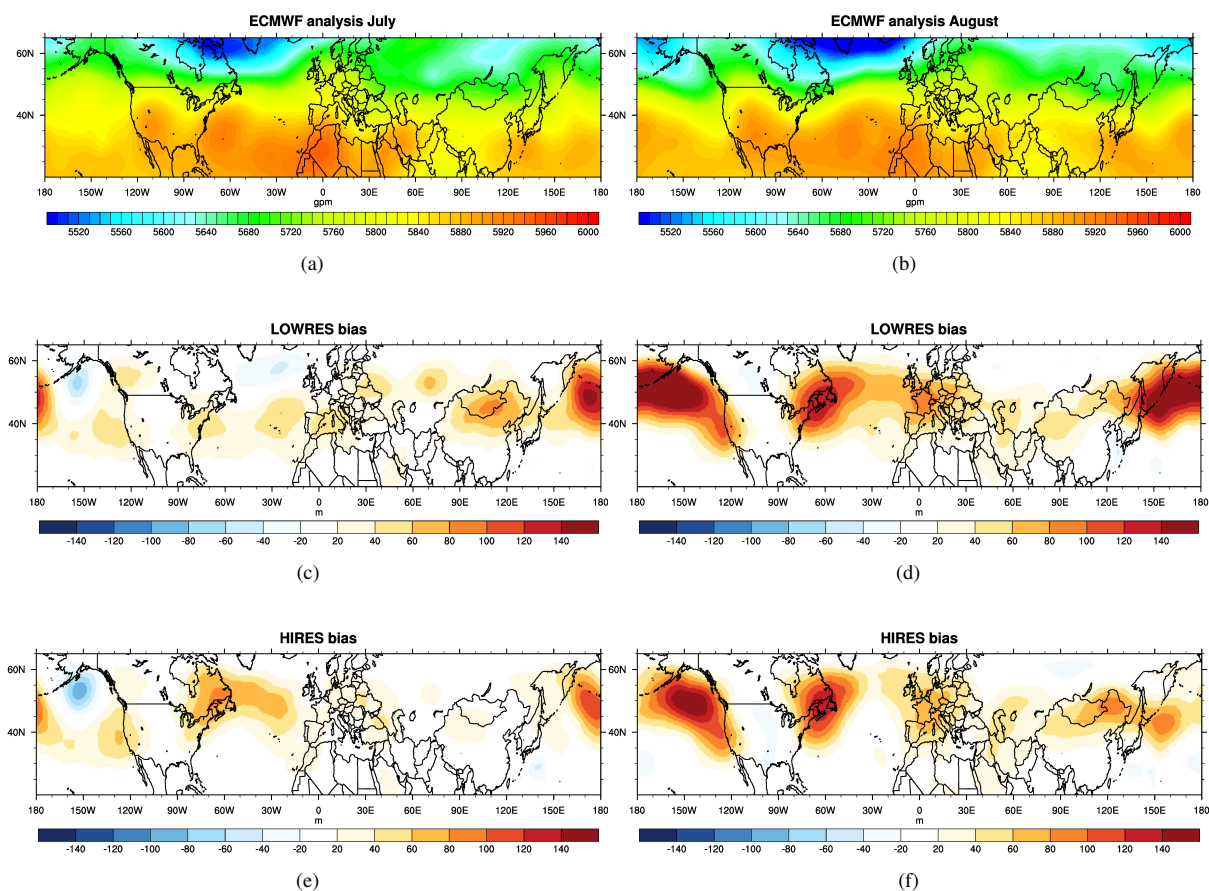 ECMWF analysis July
ECMWF analysis August
60N
40N
180 150W 120W 90W 60W 30W 0 30E 60E 90E 120E 150E 180
gpm
5520 5560 5600 5640 5680 5720 5760 5800 5840 5880 5920 5960 6000
(a)
60N
40N
180 150W 120W 90W 60W 30W 0 30E 60E 90E 120E 150E 180
gpm
5520 5560 5600 5640 5680 5720 5760 5800 5840 5880 5920 5960 6000
(b)
LOWRES bias
60N
40N
180 150W 120W 90W 60W 30W 0 30E 60E 90E 120E 150E 180
m
-140 -120 -100 -80 -60 -40 -20 20 40 60 80 100 120 140
(c)
LOWRES bias
60N
40N
180 150W 120W 90W 60W 30W 0 30E 60E 90E 120E 150E 180
m
-140 -120 -100 -80 -60 -40 -20 20 40 60 80 100 120 140
(d)
HIRES bias
60N
40N
180 150W 120W 90W 60W 30W 0 30E 60E 90E 120E 150E 180
m
-140 -120 -100 -80 -60 -40 -20 20 40 60 80 100 120 140
(e)
HIRES bias
60N
40N
180 150W 120W 90W 60W 30W 0 30E 60E 90E 120E 150E 180
m
-140 -120 -100 -80 -60 -40 -20 20 40 60 80 100 120 140
(f)